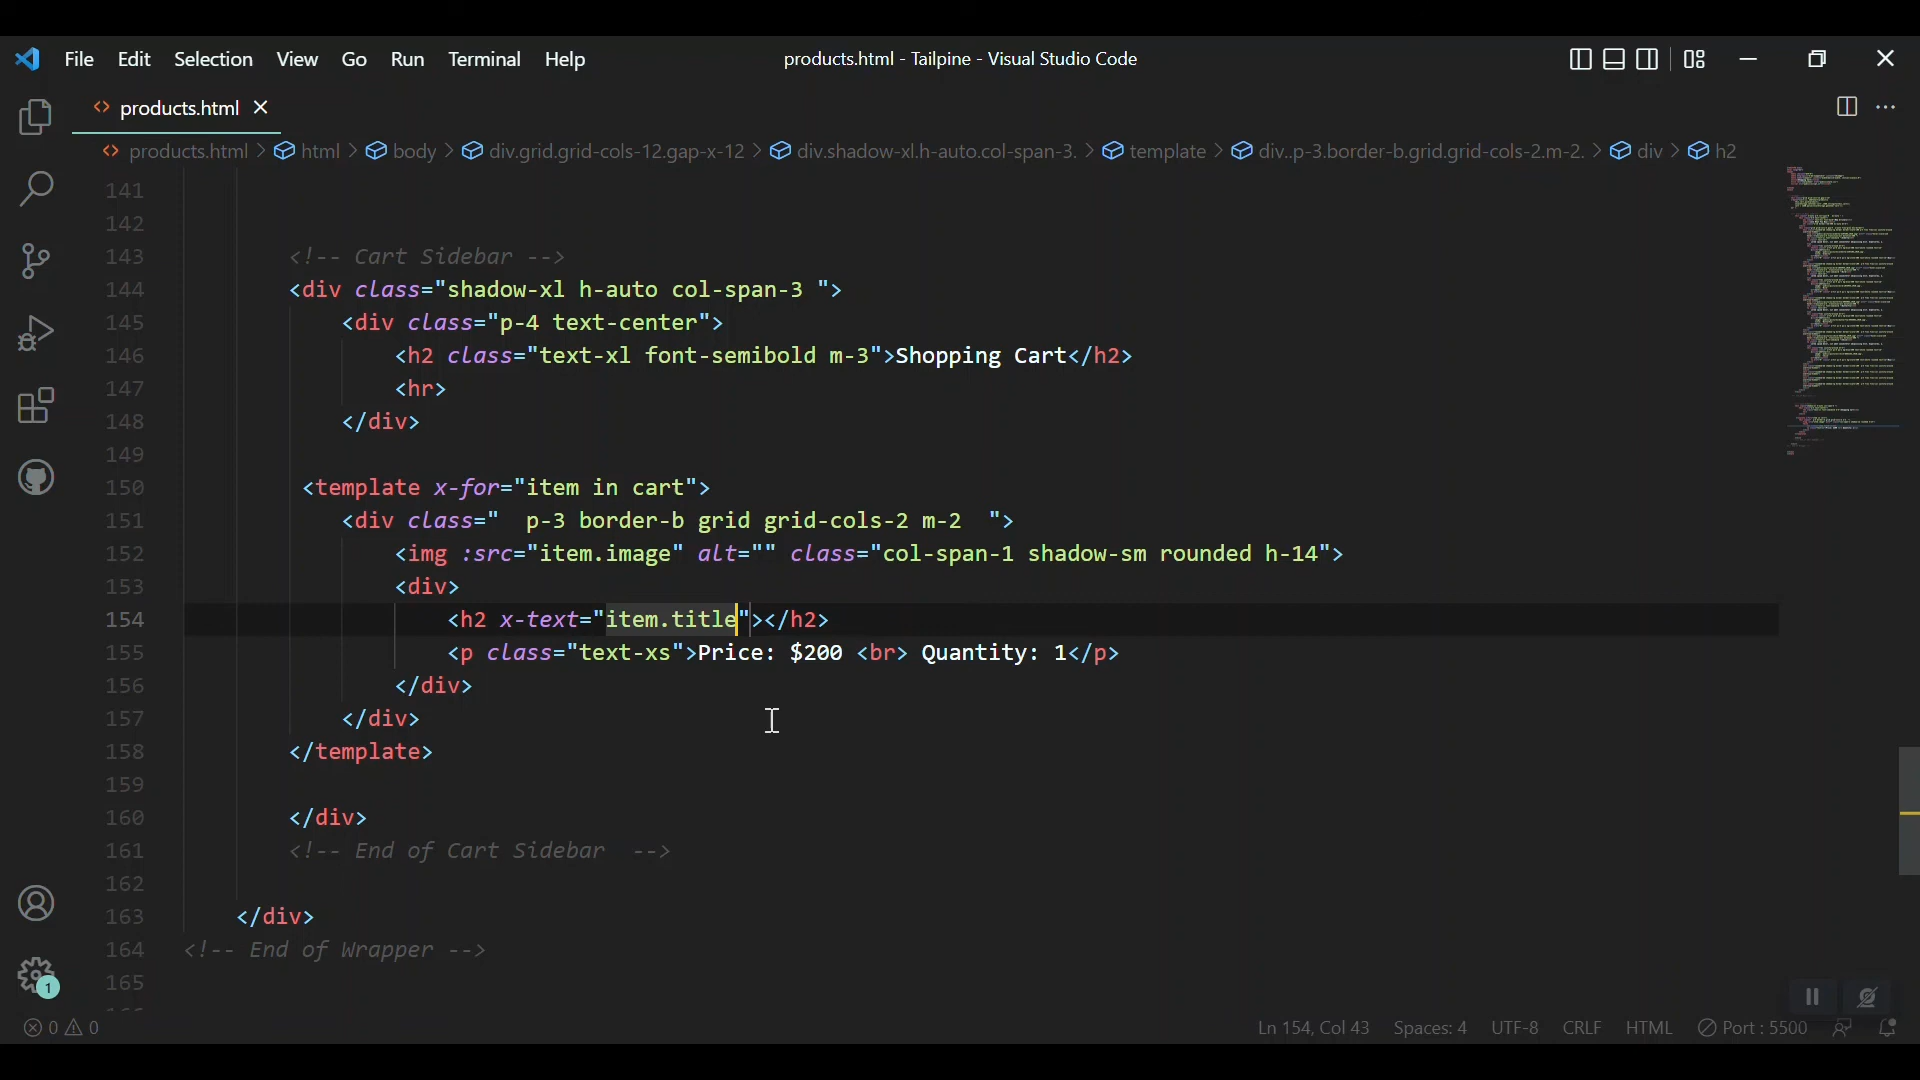 File Edit Selection View Go Run Terminal Help products.html - Tailpine - Visual Studio Code
<> products.html
<> products.html > html > body > div.grid.grid-cols-12.gap-x-12 > div.shadow-xl.h-auto.col-span-3. > template > div..p-3.border-b.grid.grid-cols-2.m-2. > div > h2
141
142
143 <!-- Cart Sidebar -->
144 <div class="shadow-xl h-auto col-span-3 ">
145 <div class="p-4 text-center">
146 <h2 class="text-xl font-semibold m-3">Shopping Cart</h2>
147 <hr>
148 </div>
149
150 <template x-for="item in cart">
151 <div class="  p-3 border-b grid grid-cols-2 m-2  ">
152 <img :src="item.image" alt="" class="col-span-1 shadow-sm rounded h-14">
153 <div>
154 <h2 x-text="item.title"></h2>
155 <p class="text-xs">Price: $200 <br> Quantity: 1</p>
156 </div>
157 </div>
158 </template>
159
160 </div>
161 <!-- End of Cart Sidebar  -->
162
163 </div>
164 <!-- End of Wrapper -->
165
1
0 0 Ln 154, Col 43 Spaces: 4 UTF-8 CRLF HTML Port : 5500